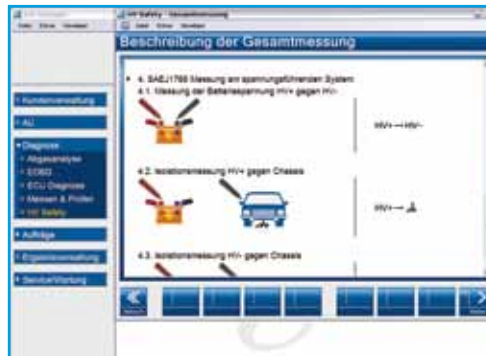 HV Safety - Gesamtmessung
Beschreibung der Gesamtmessung
4. SAEJ1766 Messung am spannungsführenden System
4.1. Messung der Batteriespannung HV+ gegen HV-
HV+ → HV-
4.2. Isolationsmessung HV+ gegen Chassis
HV+ →
4.3. Isolationsmessung HV- gegen Chassis
Kundenverwaltung
AU
Diagnose
Abgasanalyse
EOBD
ECU Diagnose
Messen & Prüfen
HV Safety
Aufträge
Ergebnisverwaltung
Service/Wartung